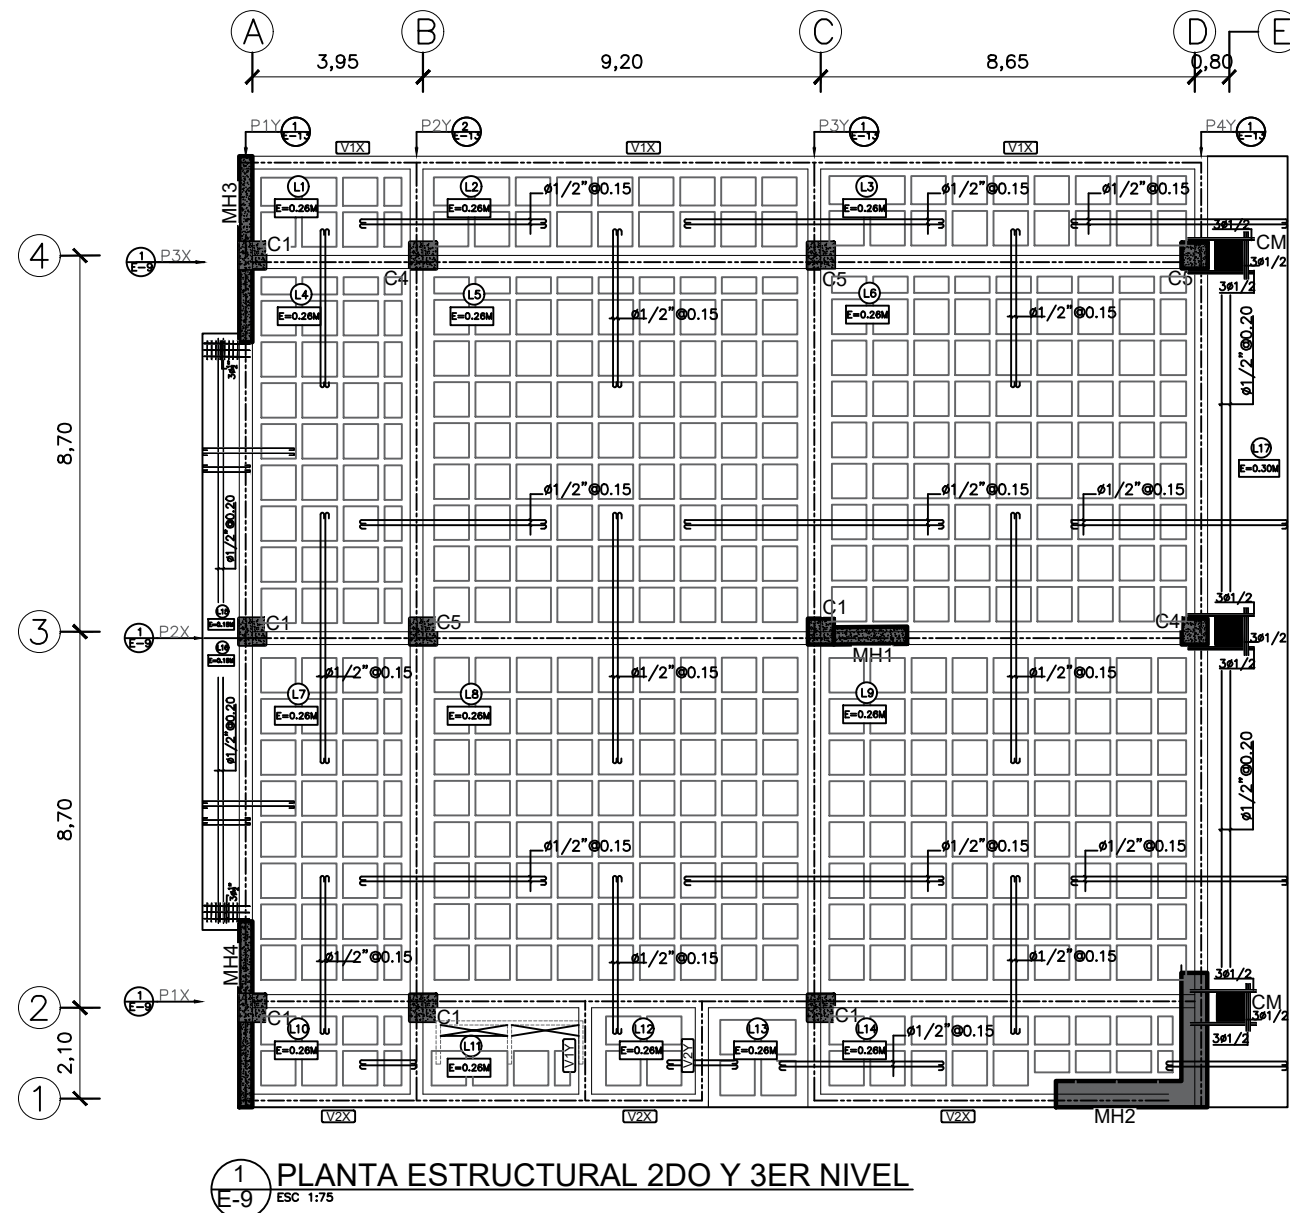 A B C D E
3,95 9,20 8,65 0,80
P1Y 1 E-13 P2Y 2 E-13 P3Y 1 E-13 P4Y 1 E-13
V1X V1X V1X
MH3
L1 L2 L3
E=0.26M E=0.26M E=0.26M
ø1/2"@0.15 ø1/2"@0.15 ø1/2"@0.15
4
1 E-9 P3X
C1 C4 C5 C5 CM
3ø1/2
3ø1/2
3ø1/2
L4 L5 L6
E=0.26M E=0.26M E=0.26M
ø1/2"@0.15 ø1/2"@0.15
ø1/2"@0.20
8,70
L17
E=0.30M
ø1/2"@0.15 ø1/2"@0.15 ø1/2"@0.15
ø1/2"@0.20
L15
E=0.15M
3
1 E-9 P2X
C1 C5 C1 C4
MH1
3ø1/2
3ø1/2
3ø1/2
L16
E=0.15M
ø1/2"@0.15 ø1/2"@0.15 ø1/2"@0.15
L7 L8 L9
E=0.26M E=0.26M E=0.26M
ø1/2"@0.20
ø1/2"@0.20
8,70
ø1/2"@0.15 ø1/2"@0.15 ø1/2"@0.15
MH4
ø1/2"@0.15 ø1/2"@0.15 ø1/2"@0.15
2
1 E-9 P1X
C1 C1 C1 CM
3ø1/2
3ø1/2
3ø1/2
L10 L11 L12 L13 L14
E=0.26M E=0.26M E=0.26M E=0.26M E=0.26M
ø1/2"@0.15
V1Y V2Y
2,10
1
V2X V2X V2X
MH2
1 E-9 PLANTA ESTRUCTURAL 2DO Y 3ER NIVEL
ESC 1:75